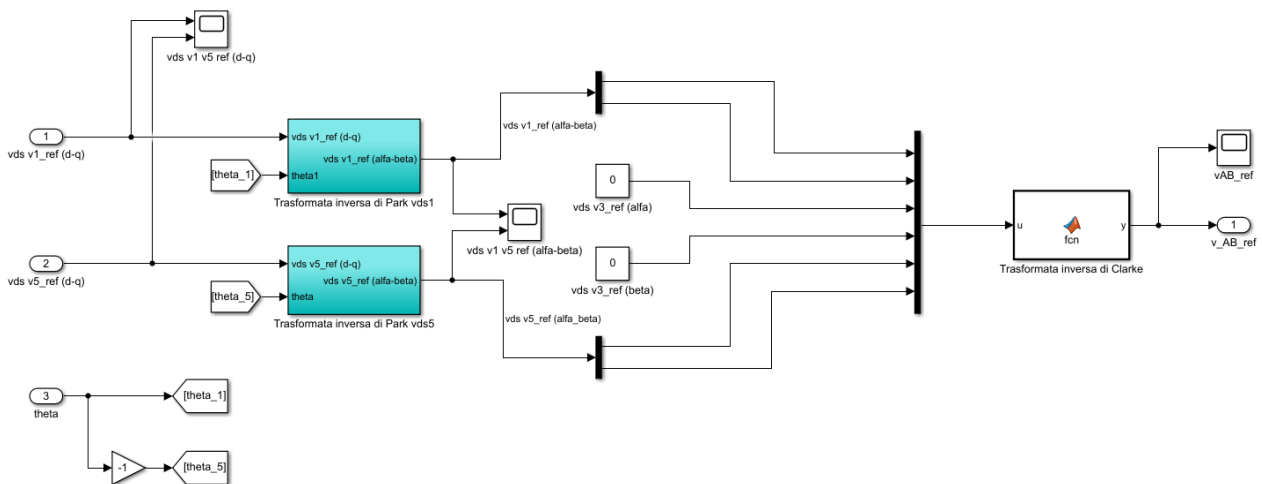 vds v1 v5 ref (d-q)
1
vds v1_ref (d-q)
vds v1_ref (d-q)
vds v1_ref (alfa-beta)
[theta_1]
theta1
Trasformata inversa di Park vds1
vds v1_ref (alfa-beta)
vds v1 v5_ref (alfa-beta)
2
vds v5_ref (d-q)
vds v5_ref (d-q)
vds v5_ref (alfa-beta)
[theta_5]
theta
Trasformata inversa di Park vds5
vds v5_ref (alfa_beta)
0
vds v3_ref (alfa)
0
vds v3_ref (beta)
u
fcn
y
Trasformata inversa di Clarke
vAB_ref
1
v_AB_ref
3
theta
[theta_1]
-1
[theta_5]